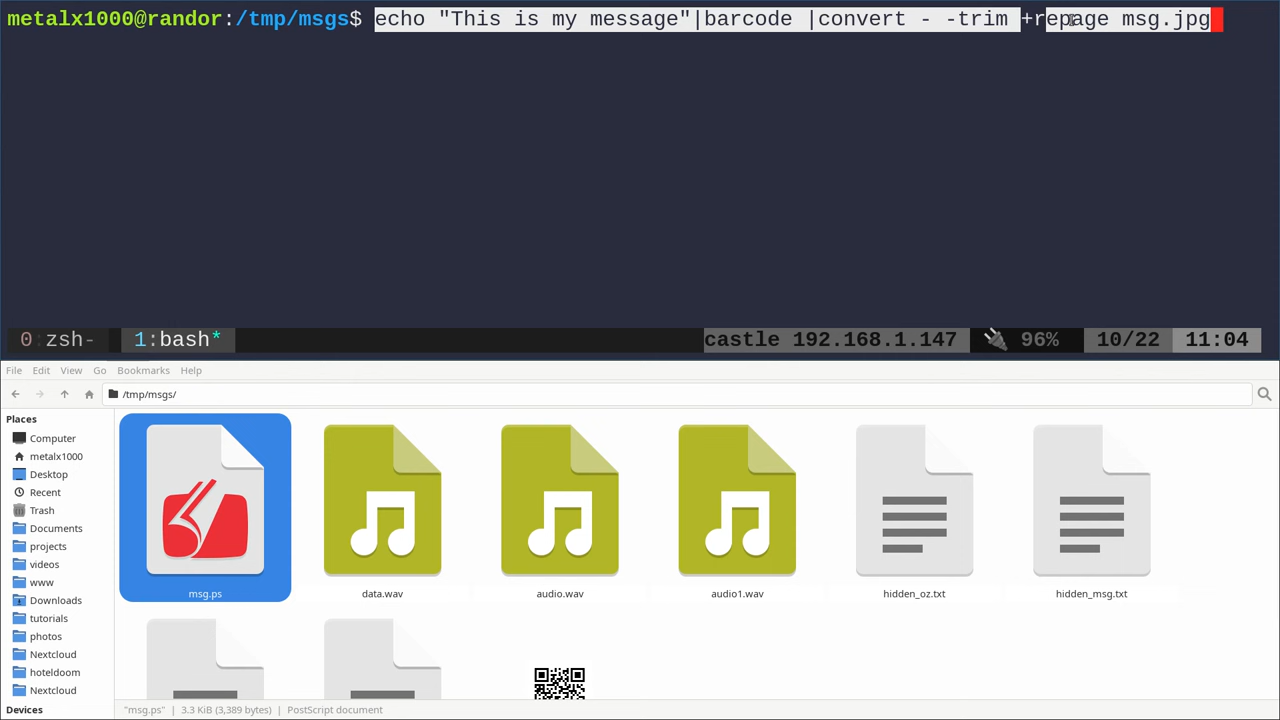 metalx1000@randor:/tmp/msgs$ echo "This is my message"|barcode |convert - -trim +repage msg.jpg
0 zsh- 1:bash* castle 192.168.1.147 96% 10/22 11:04
File Edit View Go Bookmarks Help
/tmp/msgs/
Places
Computer
metalx1000
Desktop
Recent
Trash
Documents
projects
videos
www
Downloads
tutorials
photos
Nextcloud
hoteldoom
Nextcloud
Devices
msg.ps data.wav audio.wav audio1.wav hidden_oz.txt hidden_msg.txt
"msg.ps" | 3.3 KiB (3,389 bytes) | PostScript document